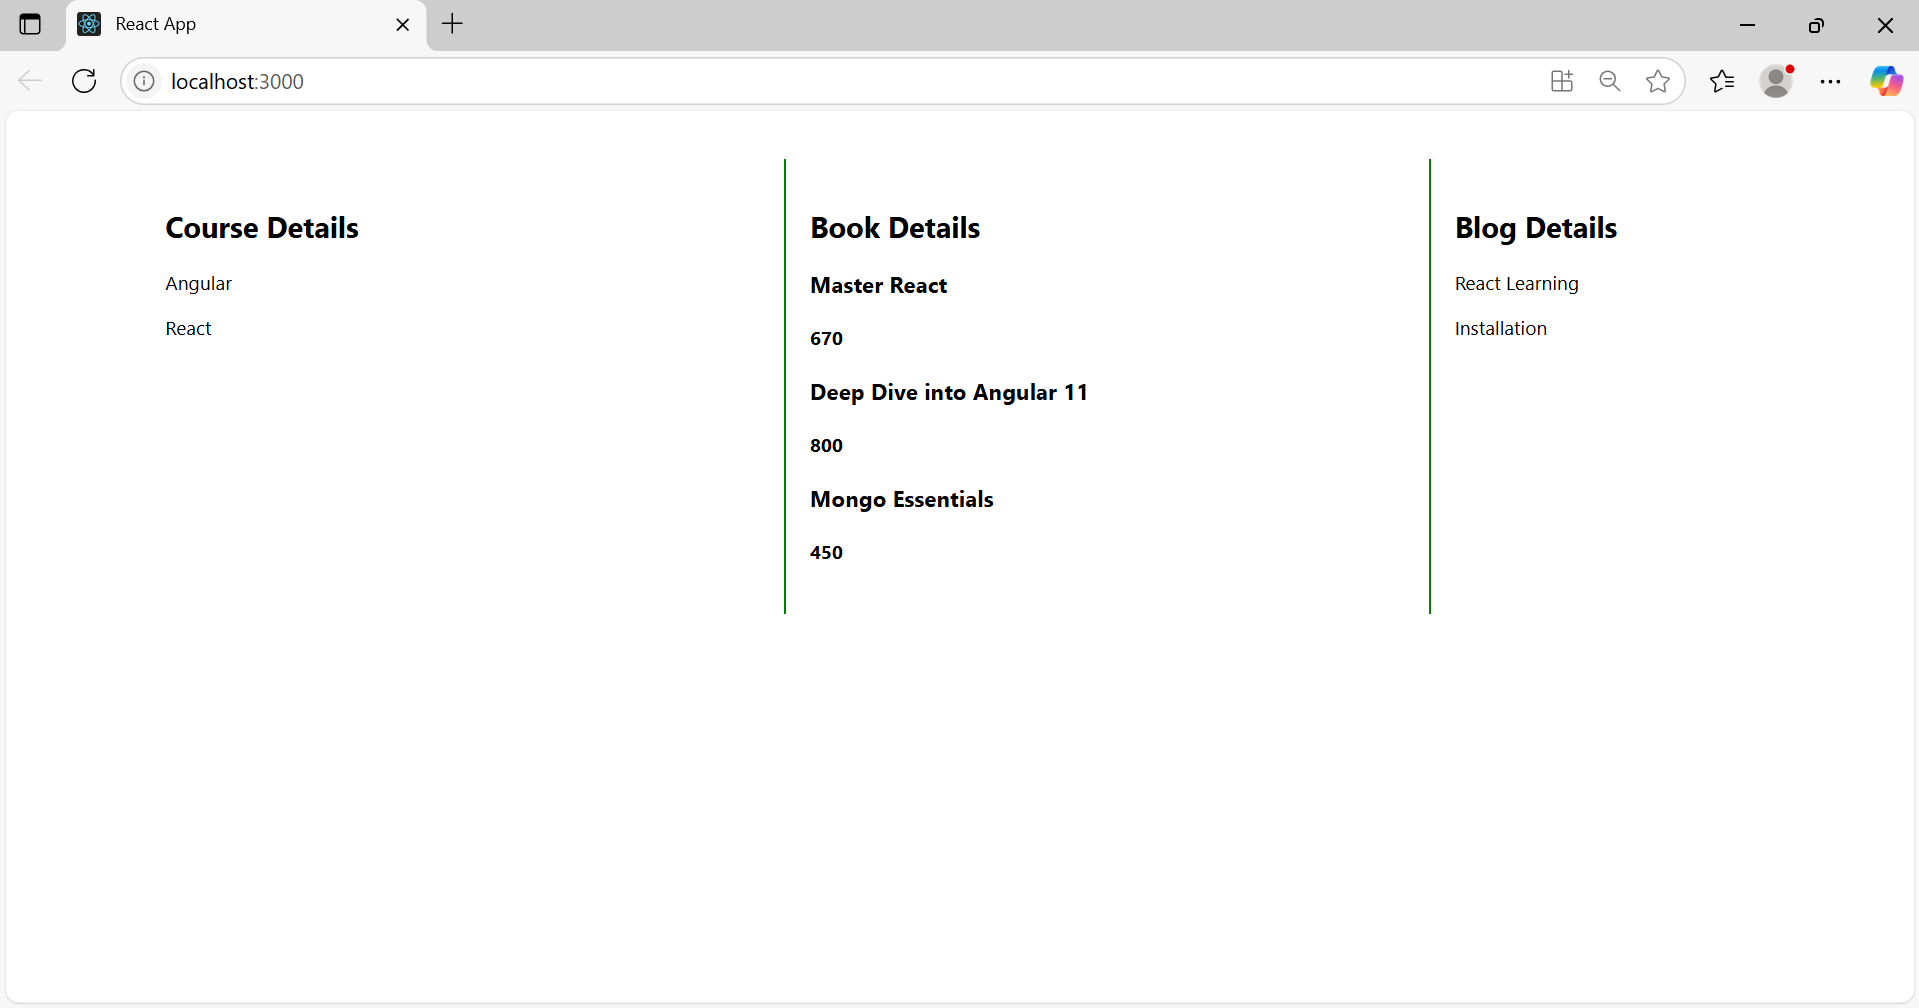 React App
localhost:3000
Course Details
Angular
React
Book Details
Master React
670
Deep Dive into Angular 11
800
Mongo Essentials
450
Blog Details
React Learning
Installation